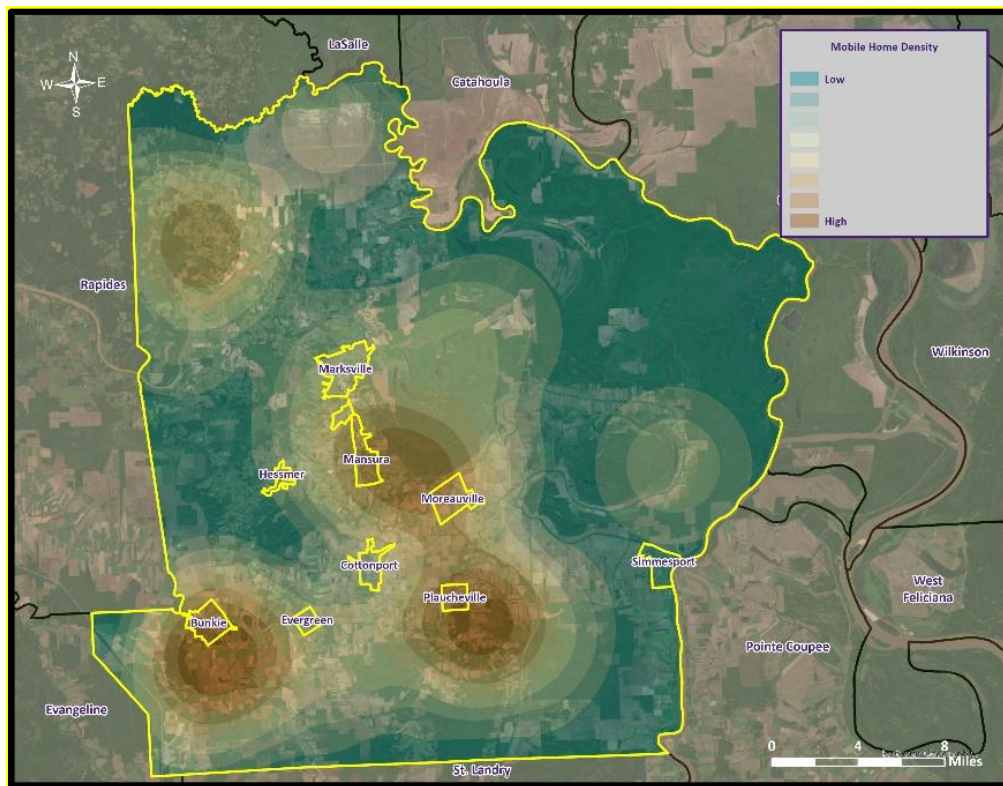 LaSalle
Mobile Home Density
Low
High
N
W E
S
Catahoula
Rapides
Wilkinson
Marksville
Hessmer
Mansura
Moreauville
Cottonport
Simmesport
Plaucheville
West
Feliciana
Bunkie
Evergreen
Pointe Coupee
Evangeline
St. Landry
0 4 8
Miles